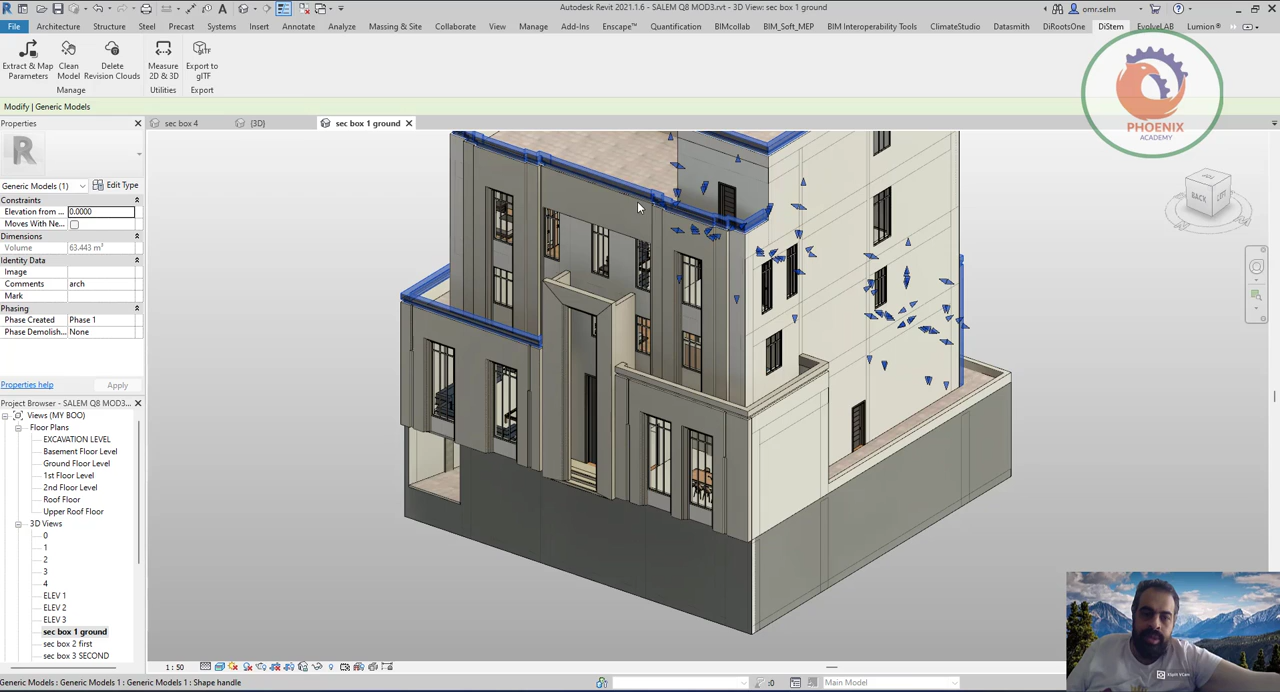 Autodesk Revit 2021.1.6 - SALEM Q8 MOD3.rvt - 3D View: sec box 1 ground
omr.selm
File Architecture Structure Steel Precast Systems Insert Annotate Analyze Massing & Site Collaborate View Manage Add-Ins Enscape™ Quantification BIMcollab BIM_Soft_MEP BIM Interoperability Tools ClimateStudio Datasmith DiRootsOne DiStem EvolveLAB Lumion®
Extract & Map Parameters
Clean Model
Delete Revision Clouds
Measure 2D & 3D
Export to glTF
Manage Utilities Export
Modify | Generic Models
PHOENIX
ACADEMY
Properties
sec box 4
{3D}
sec box 1 ground
R
Generic Models (1)
Edit Type
Constraints
Elevation from ... 0.0000
Moves With Ne...
Dimensions
Volume 63.443 m³
Identity Data
Image
Comments arch
Mark
Phasing
Phase Created Phase 1
Phase Demolish... None
Properties help
Apply
Project Browser - SALEM Q8 MOD3...
Views (MY BOO)
Floor Plans
EXCAVATION LEVEL
Basement Floor Level
Ground Floor Level
1st Floor Level
2nd Floor Level
Roof Floor
Upper Roof Floor
3D Views
0
1
2
3
4
ELEV 1
ELEV 2
ELEV 3
sec box 1 ground
sec box 2 first
sec box 3 SECOND
BACK
LEFT
1 : 50
Generic Models : Generic Models 1 : Generic Models 1 : Shape handle
:0
Main Model